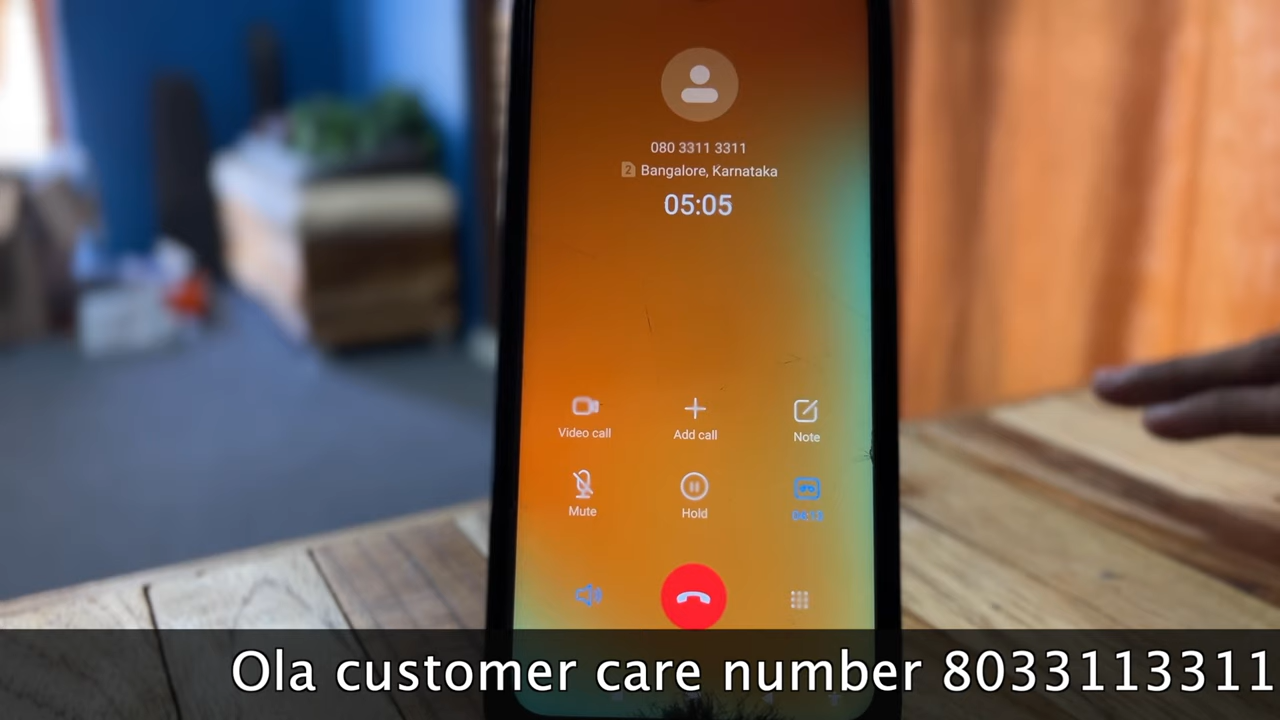 080 3311 3311
2 Bangalore, Karnataka
05:05
Video call
Add call
Note
Mute
Hold
Ola customer care number 8033113311